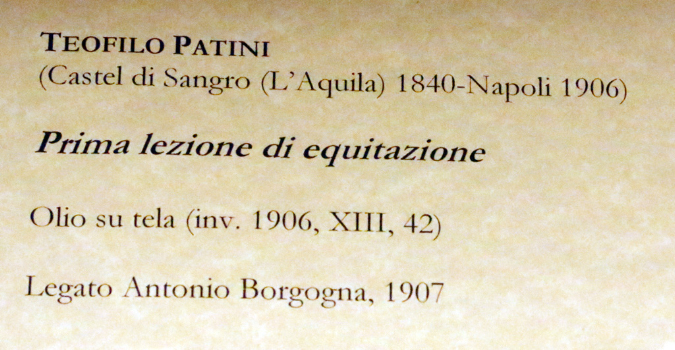 TEOFILO PATINI
(Castel di Sangro (L'Aquila) 1840-Napoli 1906)
Prima lezione di equitazione
Olio su tela (inv. 1906, XIII, 42)
Legato Antonio Borgogna, 1907